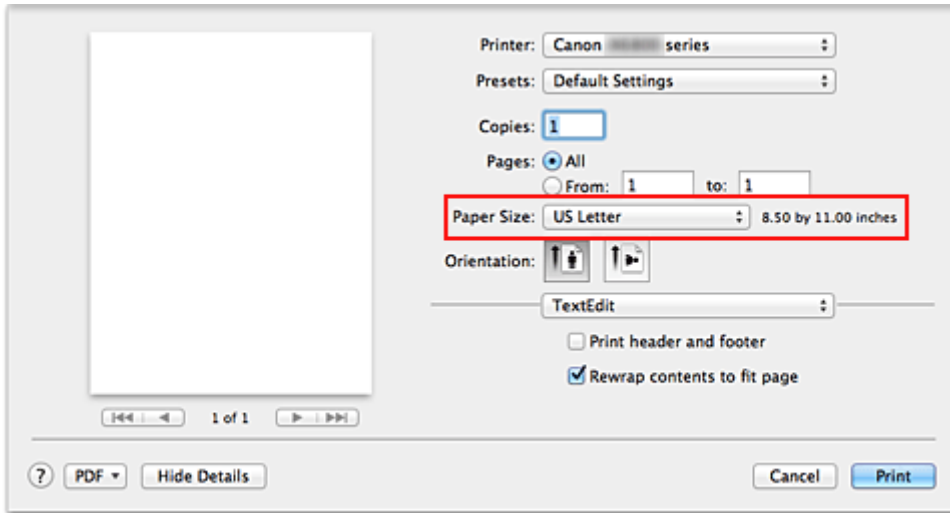 Printer: Canon series
Presets: Default Settings
Copies: 1
Pages: All
From: 1 to: 1
Paper Size: US Letter 8.50 by 11.00 inches
Orientation:
TextEdit
Print header and footer
Rewrap contents to fit page
1 of 1
? PDF Hide Details Cancel Print